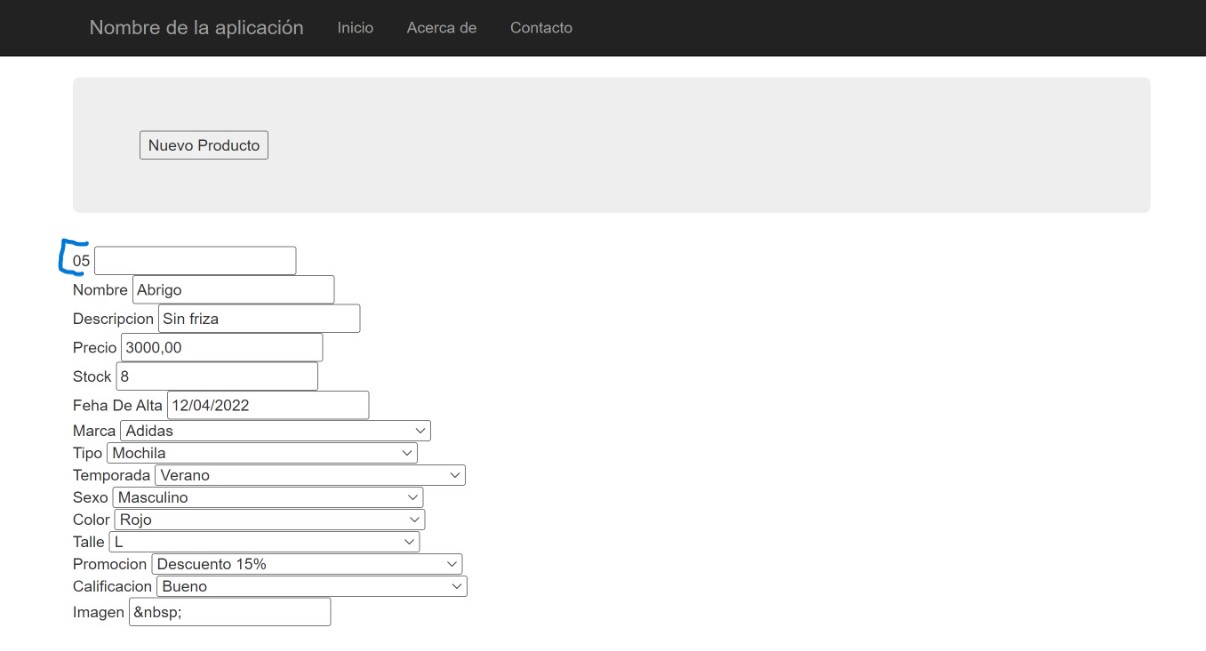 Nombre de la aplicación Inicio Acerca de Contacto
Nuevo Producto
05
Nombre Abrigo
Descripcion Sin friza
Precio 3000,00
Stock 8
Feha De Alta 12/04/2022
Marca Adidas
Tipo Mochila
Temporada Verano
Sexo Masculino
Color Rojo
Talle L
Promocion Descuento 15%
Calificacion Bueno
Imagen &nbsp;